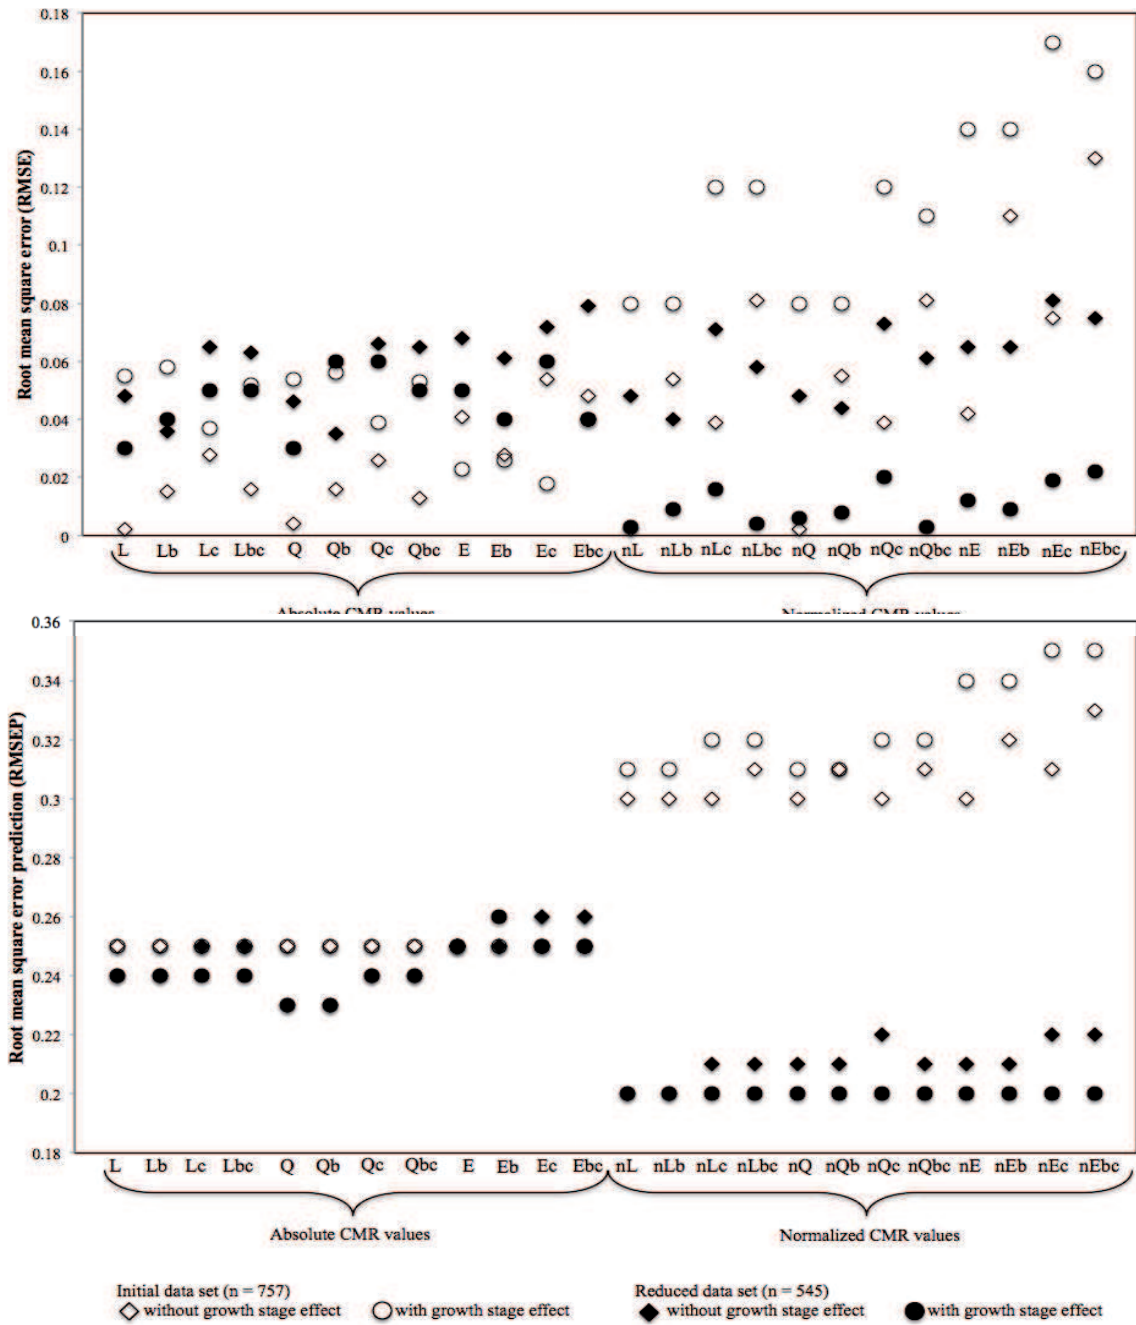 0.18
0.16
0.14
0.12
0.1
0.08
0.06
0.04
0.02
0
Root mean square error (RMSE)
L Lb Lc Lbc Q Qb Qc Qbc E Eb Ec Ebc nL nLb nLc nLbc nQ nQb nQc nQbc nE nEb nEc nEbc
Absolute CMR values Normalized CMR values
0.36
0.34
0.32
0.3
0.28
0.26
0.24
0.22
0.2
0.18
Root mean square error prediction (RMSEP)
L Lb Lc Lbc Q Qb Qc Qbc E Eb Ec Ebc nL nLb nLc nLbc nQ nQb nQc nQbc nE nEb nEc nEbc
Absolute CMR values Normalized CMR values
Initial data set (n = 757) Reduced data set (n = 545)
without growth stage effect with growth stage effect without growth stage effect with growth stage effect